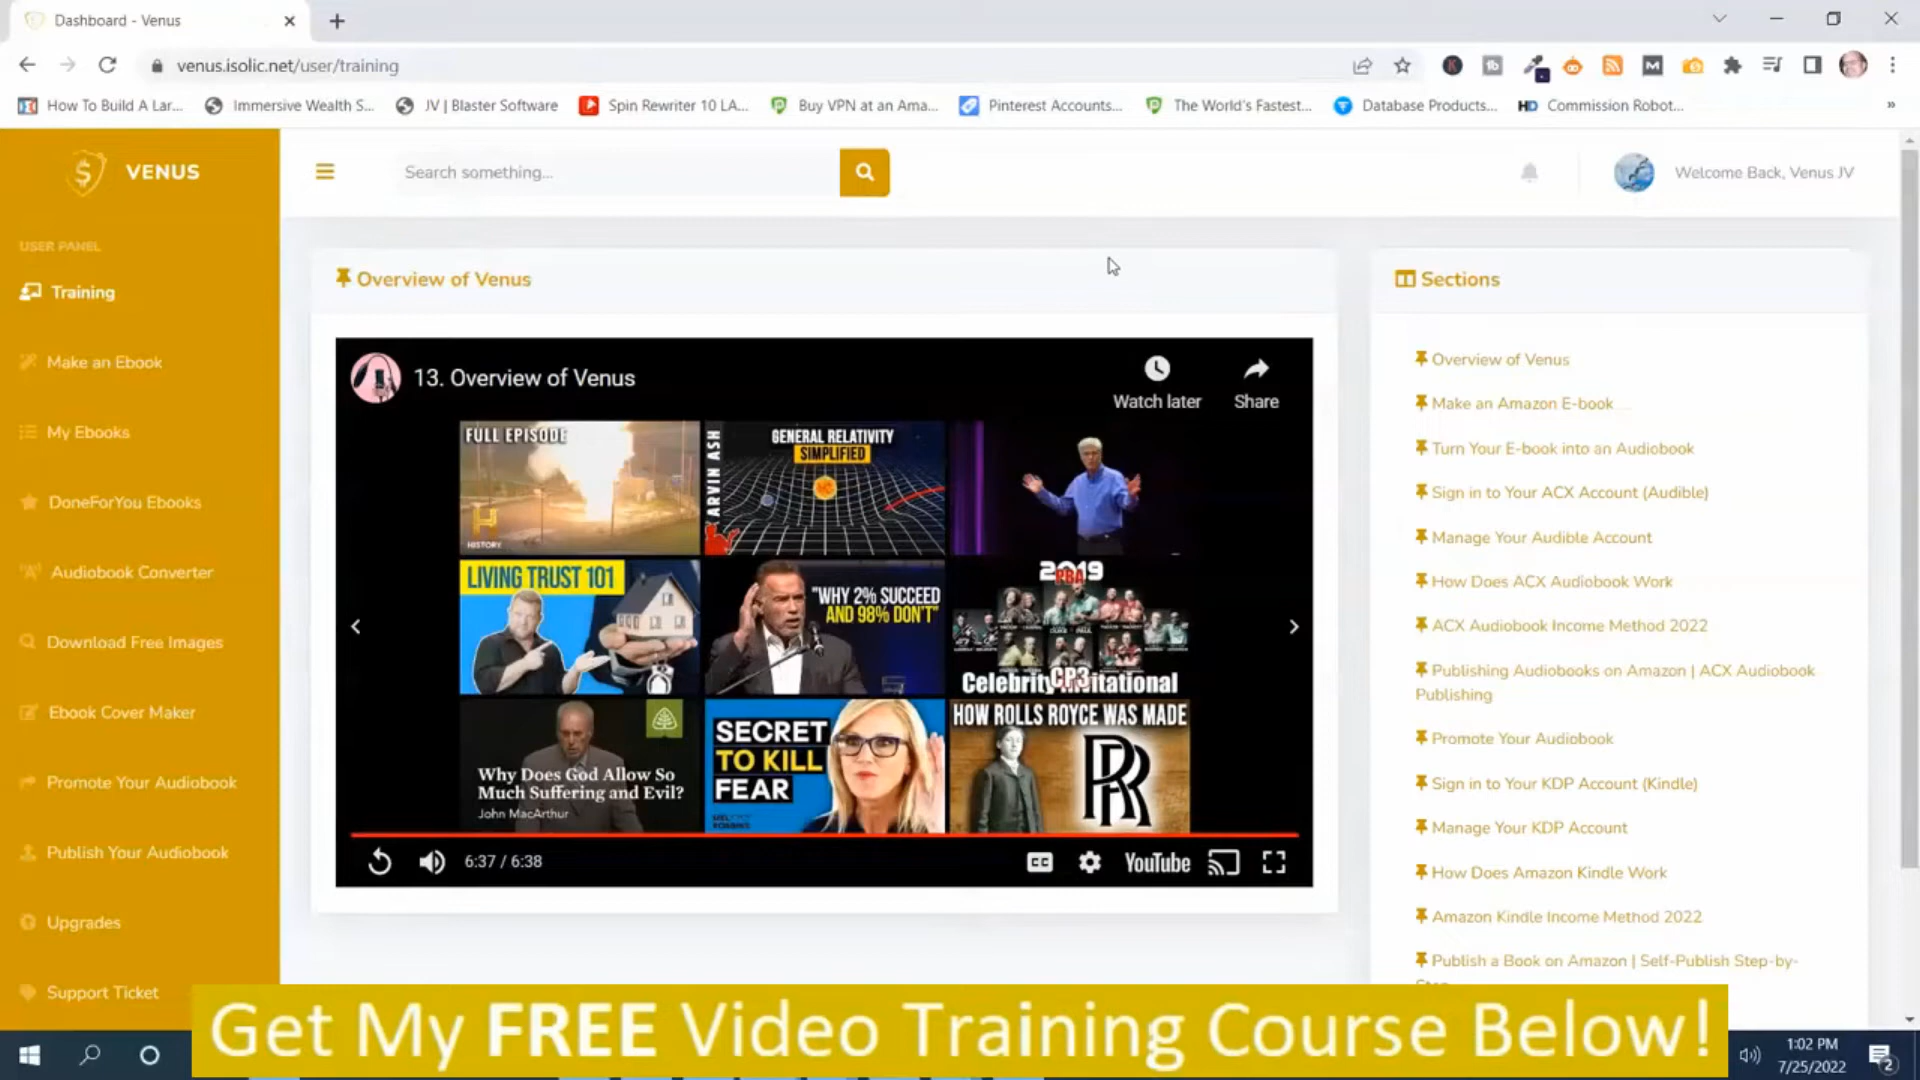 Dashboard - Venus
venus.isolic.net/user/training
How To Build A Lar...
Immersive Wealth S...
JV | Blaster Software
Spin Rewriter 10 LA...
Buy VPN at an Ama...
Pinterest Accounts...
The World's Fastest...
Database Products...
HD Commission Robot...
»
$ VENUS
Search something...
Welcome Back, Venus JV
USER PANEL
Training
Make an Ebook
My Ebooks
DoneForYou Ebooks
Audiobook Converter
Download Free Images
Ebook Cover Maker
Promote Your Audiobook
Publish Your Audiobook
Upgrades
Support Ticket
Overview of Venus
13. Overview of Venus
Watch later
Share
FULL EPISODE
H
HISTORY
ARVIN ASH
GENERAL RELATIVITY
SIMPLIFIED
LIVING TRUST 101
"WHY 2% SUCCEED
AND 98% DON'T"
2019
PBA
CP3
Celebrity Invitational
Why Does God Allow So
Much Suffering and Evil?
John MacArthur
SECRET
TO KILL
FEAR
HOW ROLLS ROYCE WAS MADE
RR
6:37 / 6:38
CC
YouTube
Sections
Overview of Venus
Make an Amazon E-book
Turn Your E-book into an Audiobook
Sign in to Your ACX Account (Audible)
Manage Your Audible Account
How Does ACX Audiobook Work
ACX Audiobook Income Method 2022
Publishing Audiobooks on Amazon | ACX Audiobook
Publishing
Promote Your Audiobook
Sign in to Your KDP Account (Kindle)
Manage Your KDP Account
How Does Amazon Kindle Work
Amazon Kindle Income Method 2022
Publish a Book on Amazon | Self-Publish Step-by-
Get My FREE Video Training Course Below!
1:02 PM
7/25/2022
2